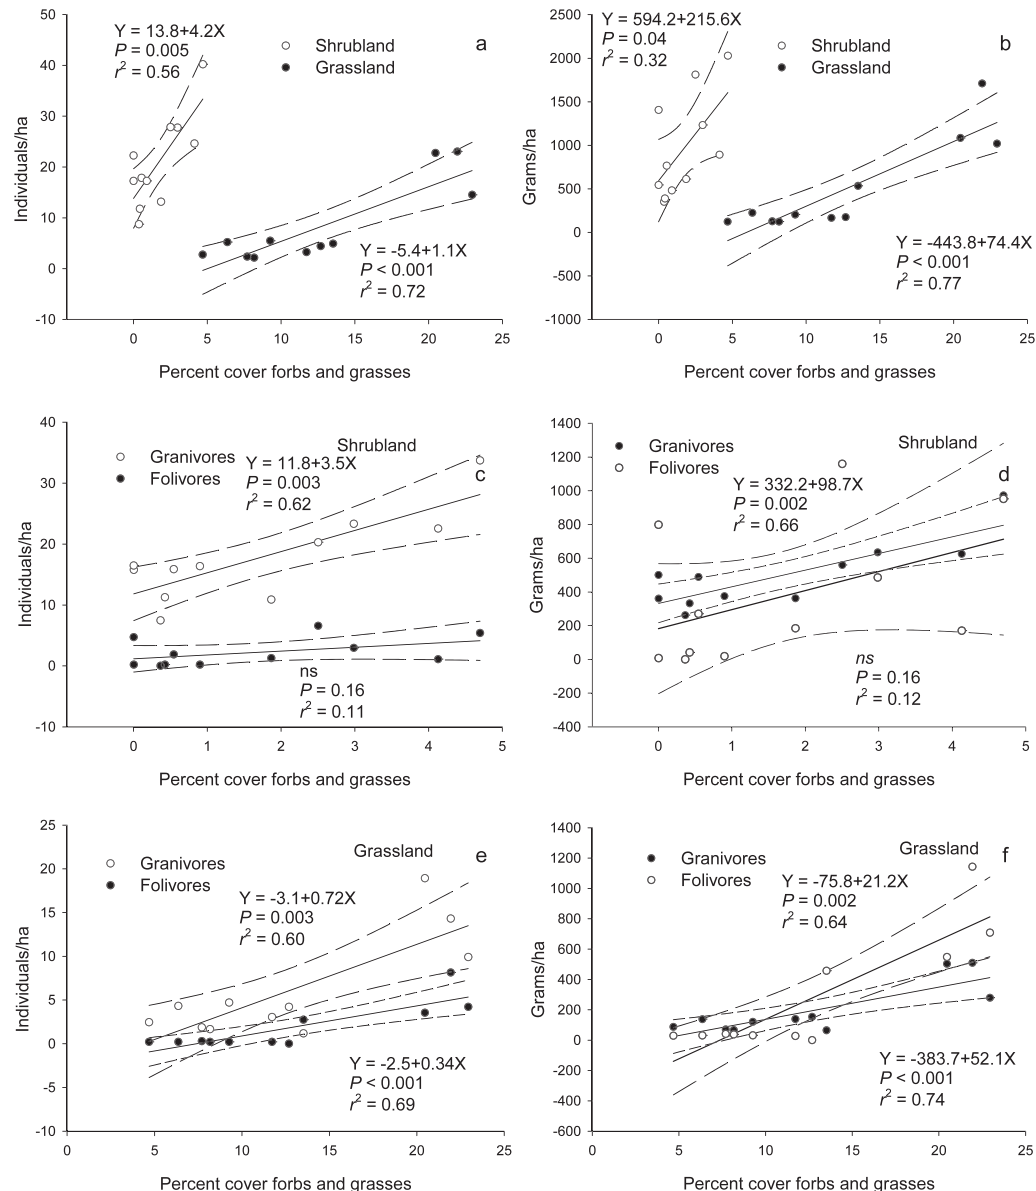 50
40
30
20
10
0
-10
Individuals/ha
Y = 13.8+4.2X
P = 0.005
r2 = 0.56
Shrubland
Grassland
a
Y = -5.4+1.1X
P < 0.001
r2 = 0.72
0 5 10 15 20 25
Percent cover forbs and grasses
2500
2000
1500
1000
500
0
-500
-1000
Grams/ha
Y = 594.2+215.6X
P = 0.04
r2 = 0.32
Shrubland
Grassland
b
Y = -443.8+74.4X
P < 0.001
r2 = 0.77
0 5 10 15 20 25
Percent cover forbs and grasses
40
30
20
10
0
-10
Individuals/ha
Shrubland
Granivores
Folivores
Y = 11.8+3.5X
P = 0.003
r2 = 0.62
c
ns
P = 0.16
r2 = 0.11
0 1 2 3 4 5
Percent cover forbs and grasses
1400
1200
1000
800
600
400
200
0
-200
-400
Grams/ha
Granivores
Folivores
Shrubland
d
Y = 332.2+98.7X
P = 0.002
r2 = 0.66
ns
P = 0.16
r2 = 0.12
0 1 2 3 4 5
Percent cover forbs and grasses
25
20
15
10
5
0
-5
-10
Individuals/ha
Grassland
e
Granivores
Folivores
Y = -3.1+0.72X
P = 0.003
r2 = 0.60
Y = -2.5+0.34X
P < 0.001
r2 = 0.69
0 5 10 15 20 25
Percent cover forbs and grasses
1400
1200
1000
800
600
400
200
0
-200
-400
-600
Grams/ha
Grassland
f
Granivores
Folivores
Y = -75.8+21.2X
P = 0.002
r2 = 0.64
Y = -383.7+52.1X
P < 0.001
r2 = 0.74
0 5 10 15 20 25
Percent cover forbs and grasses